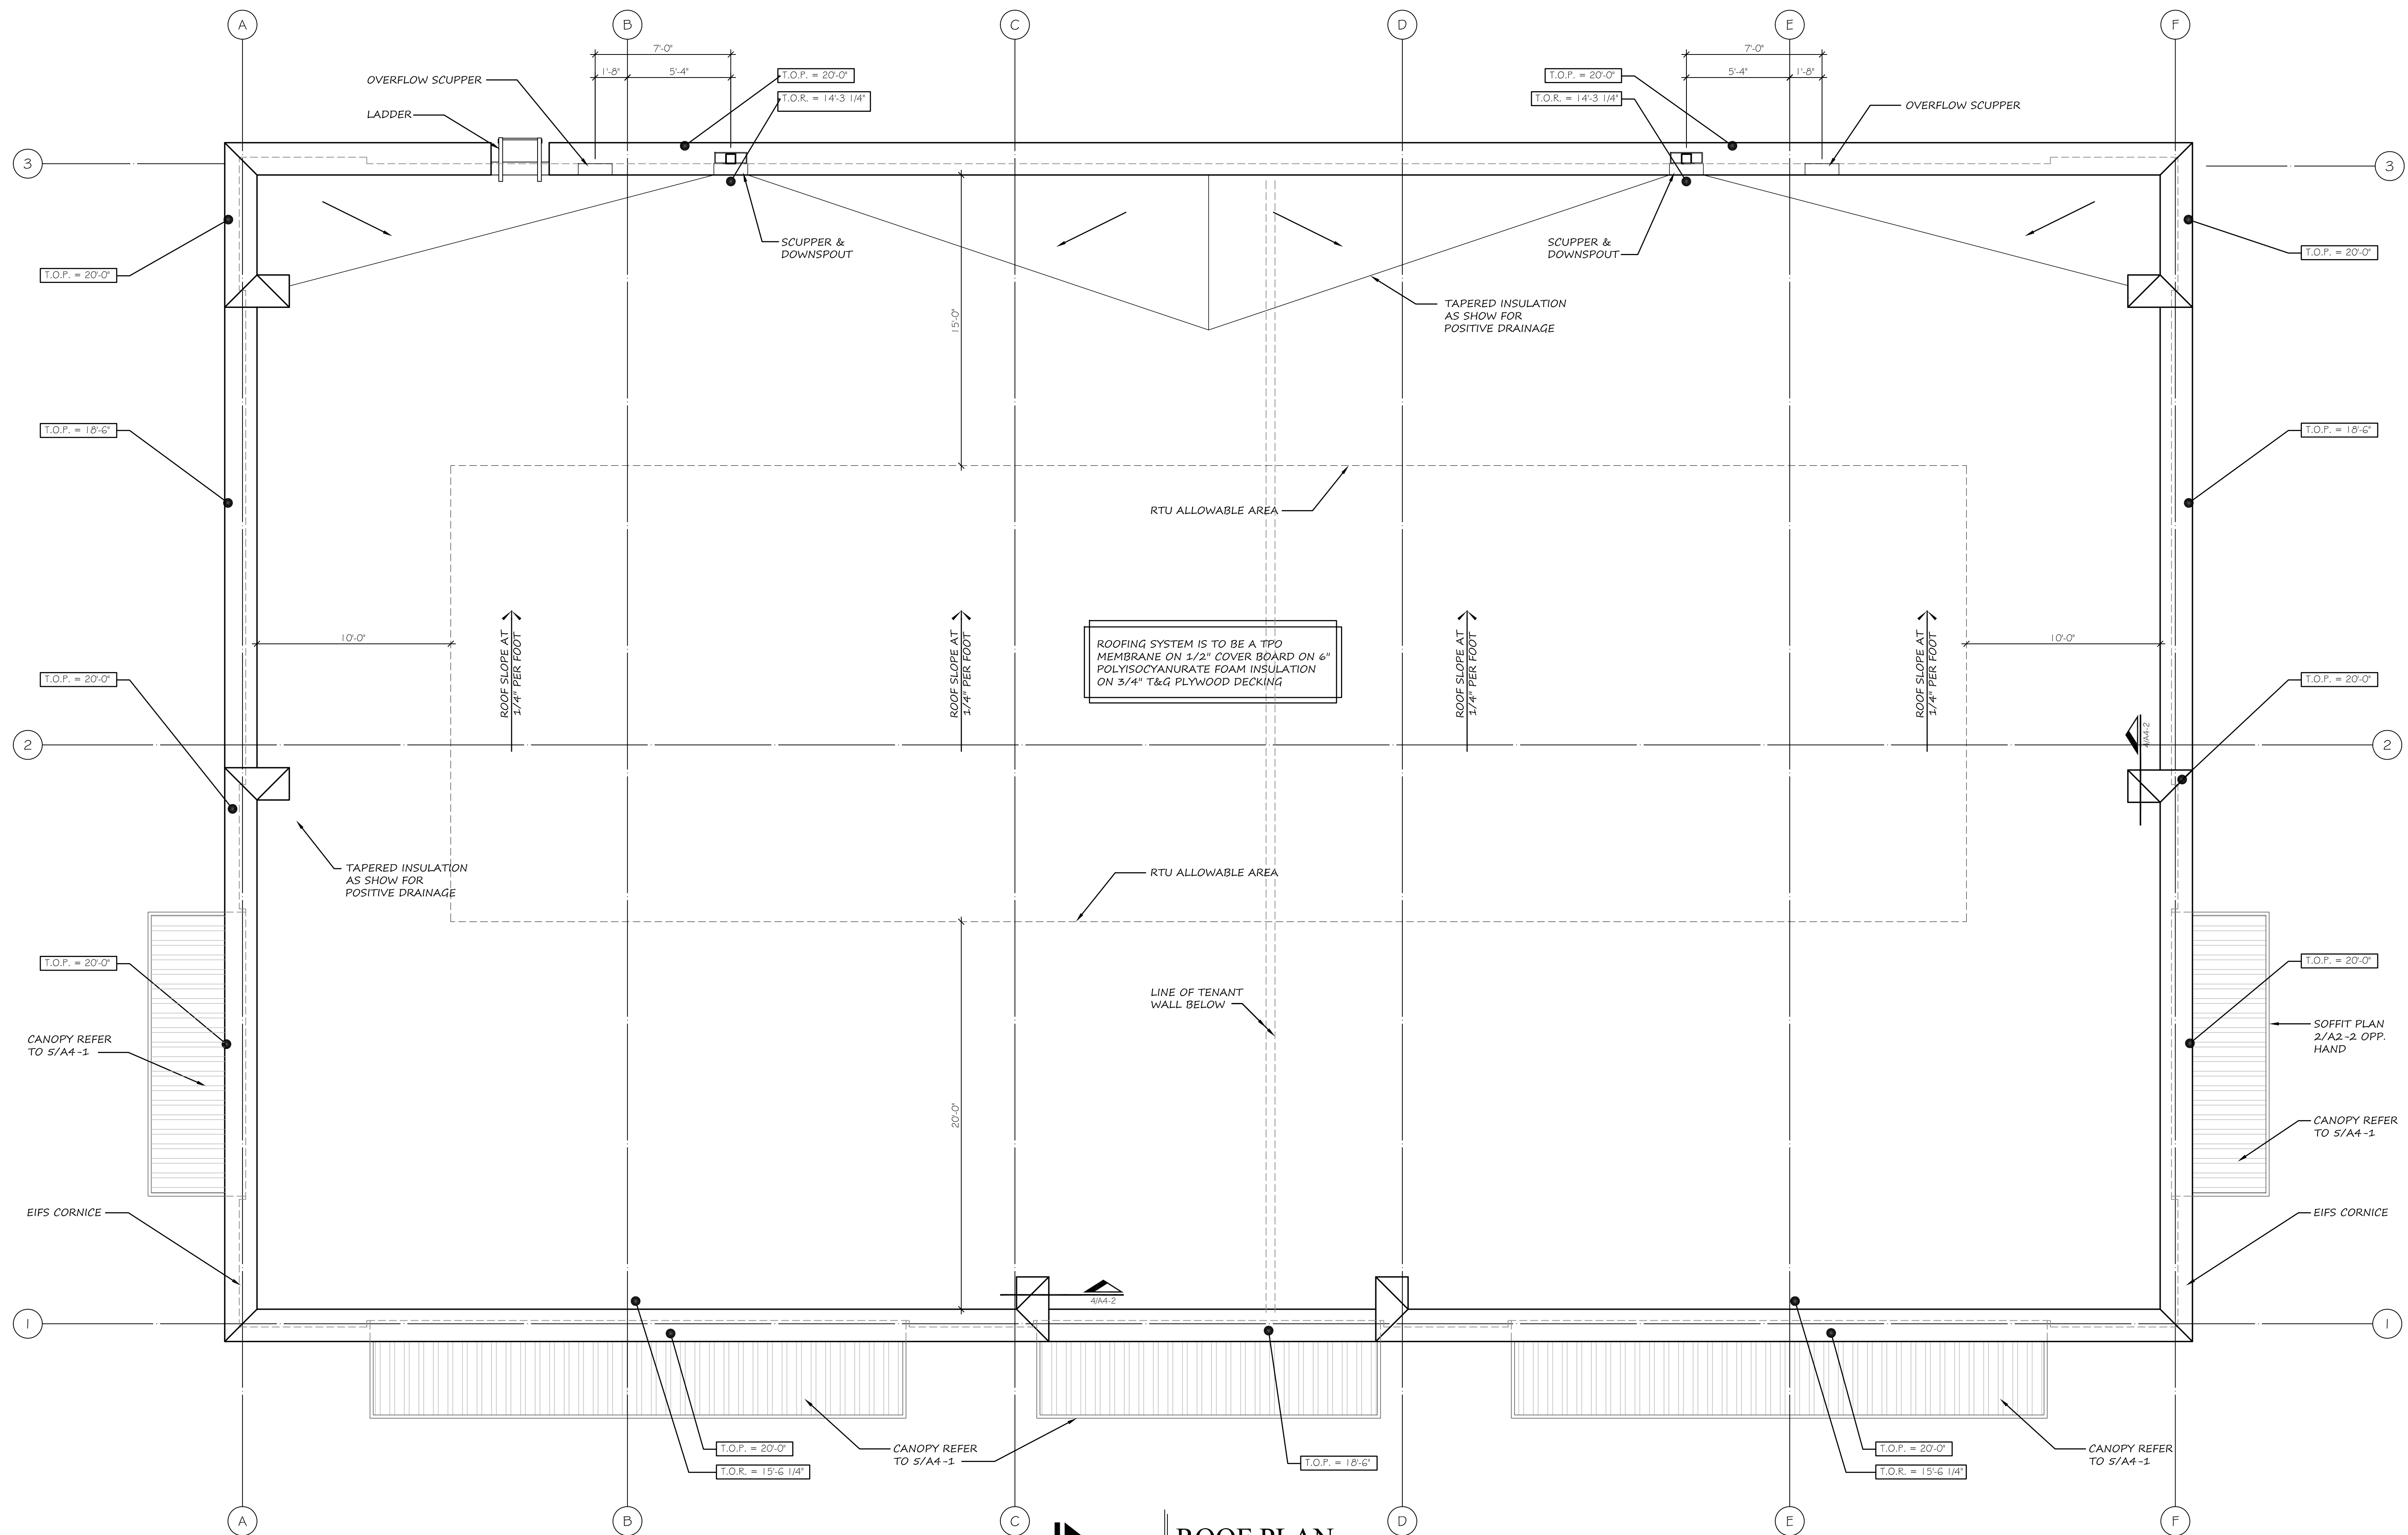 A
B
C
D
E
F
7'-0"
7'-0"
1'-8"
5'-4"
5'-4"
1'-8"
OVERFLOW SCUPPER
T.O.P. = 20'-0"
T.O.P. = 20'-0"
T.O.R. = 14'-3 1/4"
T.O.R. = 14'-3 1/4"
OVERFLOW SCUPPER
LADDER
3
3
SCUPPER &
DOWNSPOUT
SCUPPER &
DOWNSPOUT
T.O.P. = 20'-0"
T.O.P. = 20'-0"
TAPERED INSULATION
AS SHOW FOR
POSITIVE DRAINAGE
15'-0"
T.O.P. = 18'-6"
T.O.P. = 18'-6"
RTU ALLOWABLE AREA
10'-0"
10'-0"
ROOF SLOPE AT
1/4" PER FOOT
ROOF SLOPE AT
1/4" PER FOOT
ROOFING SYSTEM IS TO BE A TPO
MEMBRANE ON 1/2" COVER BOARD ON 6"
POLYISOCYANURATE FOAM INSULATION
ON 3/4" T&G PLYWOOD DECKING
ROOF SLOPE AT
1/4" PER FOOT
ROOF SLOPE AT
1/4" PER FOOT
T.O.P. = 20'-0"
T.O.P. = 20'-0"
4/A4-2
2
2
TAPERED INSULATION
AS SHOW FOR
POSITIVE DRAINAGE
RTU ALLOWABLE AREA
T.O.P. = 20'-0"
T.O.P. = 20'-0"
LINE OF TENANT
WALL BELOW
CANOPY REFER
TO 5/A4-1
SOFFIT PLAN
2/A2-2 OPP.
HAND
20'-0"
CANOPY REFER
TO 5/A4-1
EIFS CORNICE
EIFS CORNICE
4/A4-2
1
1
T.O.P. = 20'-0"
T.O.R. = 15'-6 1/4"
CANOPY REFER
TO 5/A4-1
T.O.P. = 18'-6"
T.O.P. = 20'-0"
T.O.R. = 15'-6 1/4"
CANOPY REFER
TO 5/A4-1
A
B
C
D
E
F
ROOF PLAN